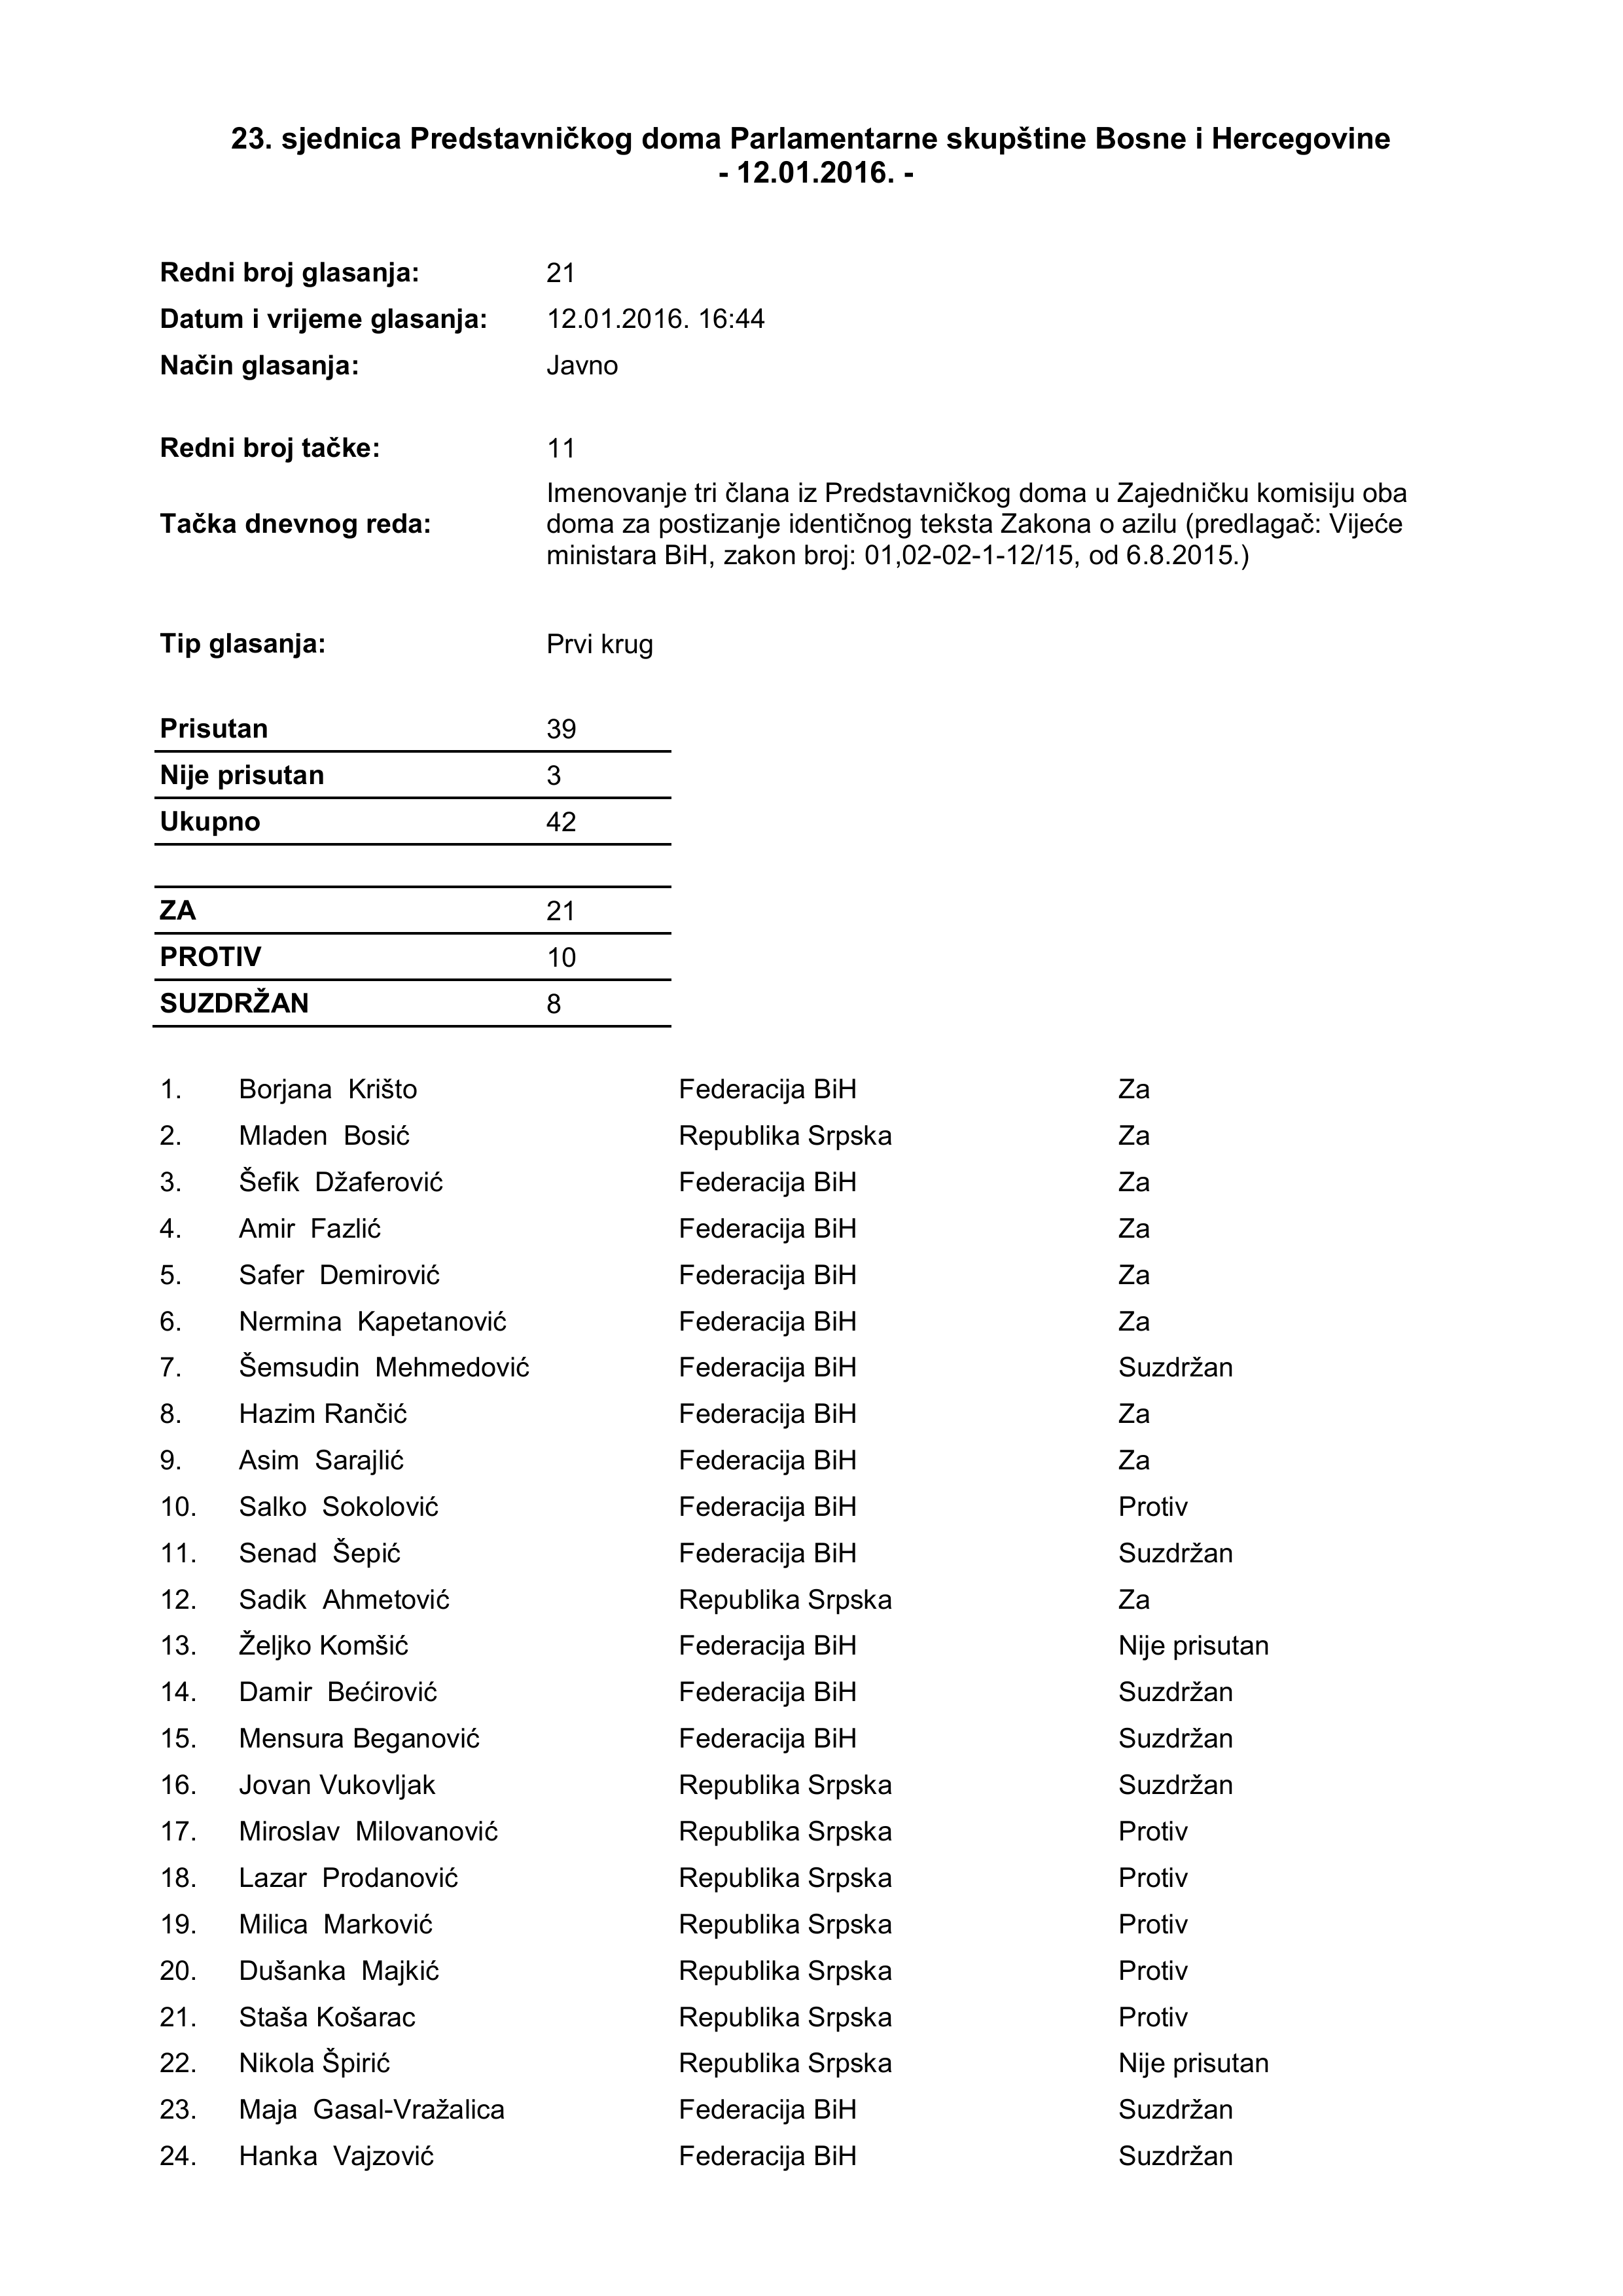 23. sjednica Predstavničkog doma Parlamentarne skupštine Bosne i Hercegovine
- 12.01.2016. -
Redni broj glasanja: 21
Datum i vrijeme glasanja: 12.01.2016. 16:44
Način glasanja: Javno
Redni broj tačke: 11
Tačka dnevnog reda: Imenovanje tri člana iz Predstavničkog doma u Zajedničku komisiju oba
doma za postizanje identičnog teksta Zakona o azilu (predlagač: Vijeće
ministara BiH, zakon broj: 01,02-02-1-12/15, od 6.8.2015.)
Tip glasanja: Prvi krug
Prisutan 39
Nije prisutan 3
Ukupno 42
ZA 21
PROTIV 10
SUZDRŽAN 8
1. Borjana Krišto Federacija BiH Za
2. Mladen Bosić Republika Srpska Za
3. Šefik Džaferović Federacija BiH Za
4. Amir Fazlić Federacija BiH Za
5. Safer Demirović Federacija BiH Za
6. Nermina Kapetanović Federacija BiH Za
7. Šemsudin Mehmedović Federacija BiH Suzdržan
8. Hazim Rančić Federacija BiH Za
9. Asim Sarajlić Federacija BiH Za
10. Salko Sokolović Federacija BiH Protiv
11. Senad Šepić Federacija BiH Suzdržan
12. Sadik Ahmetović Republika Srpska Za
13. Željko Komšić Federacija BiH Nije prisutan
14. Damir Bećirović Federacija BiH Suzdržan
15. Mensura Beganović Federacija BiH Suzdržan
16. Jovan Vukovljak Republika Srpska Suzdržan
17. Miroslav Milovanović Republika Srpska Protiv
18. Lazar Prodanović Republika Srpska Protiv
19. Milica Marković Republika Srpska Protiv
20. Dušanka Majkić Republika Srpska Protiv
21. Staša Košarac Republika Srpska Protiv
22. Nikola Špirić Republika Srpska Nije prisutan
23. Maja Gasal-Vražalica Federacija BiH Suzdržan
24. Hanka Vajzović Federacija BiH Suzdržan